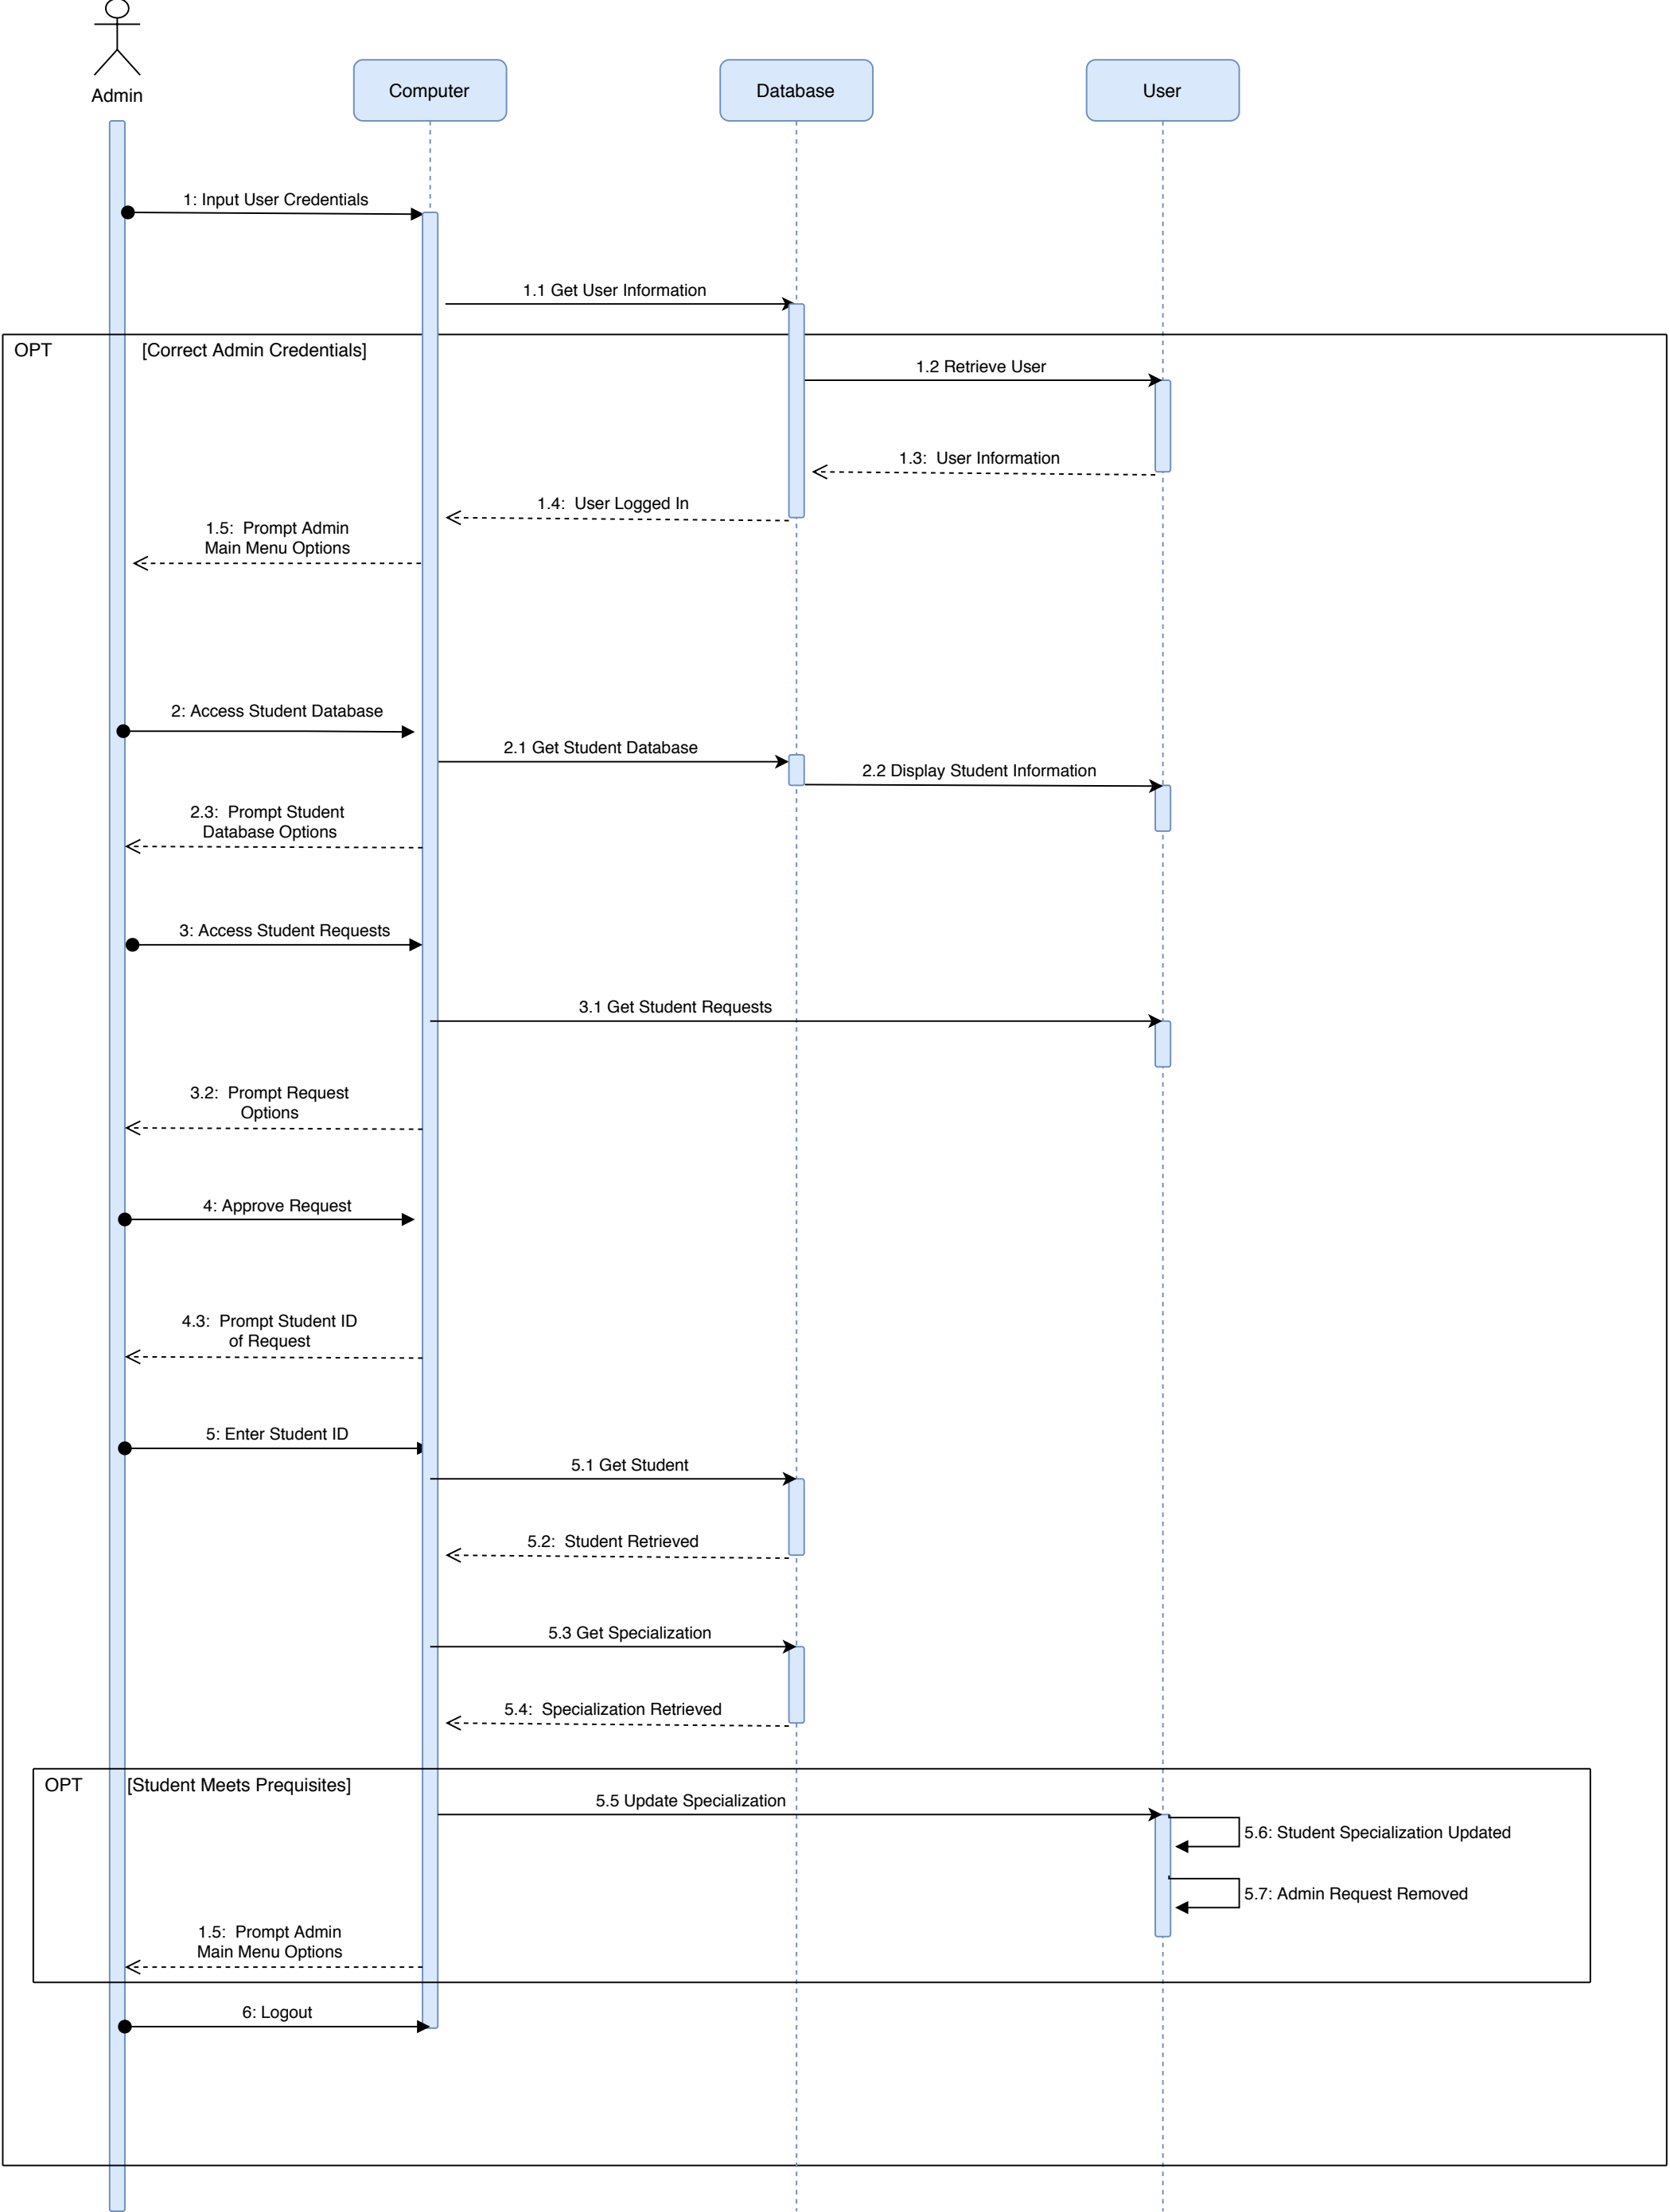 Admin
Computer
Database
User
1: Input User Credentials
1.1 Get User Information
OPT
[Correct Admin Credentials]
1.2 Retrieve User
1.3:  User Information
1.4:  User Logged In
1.5:  Prompt Admin
Main Menu Options
2: Access Student Database
2.1 Get Student Database
2.2 Display Student Information
2.3:  Prompt Student
Database Options
3: Access Student Requests
3.1 Get Student Requests
3.2:  Prompt Request
Options
4: Approve Request
4.3:  Prompt Student ID
of Request
5: Enter Student ID
5.1 Get Student
5.2:  Student Retrieved
5.3 Get Specialization
5.4:  Specialization Retrieved
OPT
[Student Meets Prequisites]
5.5 Update Specialization
5.6: Student Specialization Updated
5.7: Admin Request Removed
1.5:  Prompt Admin
Main Menu Options
6: Logout